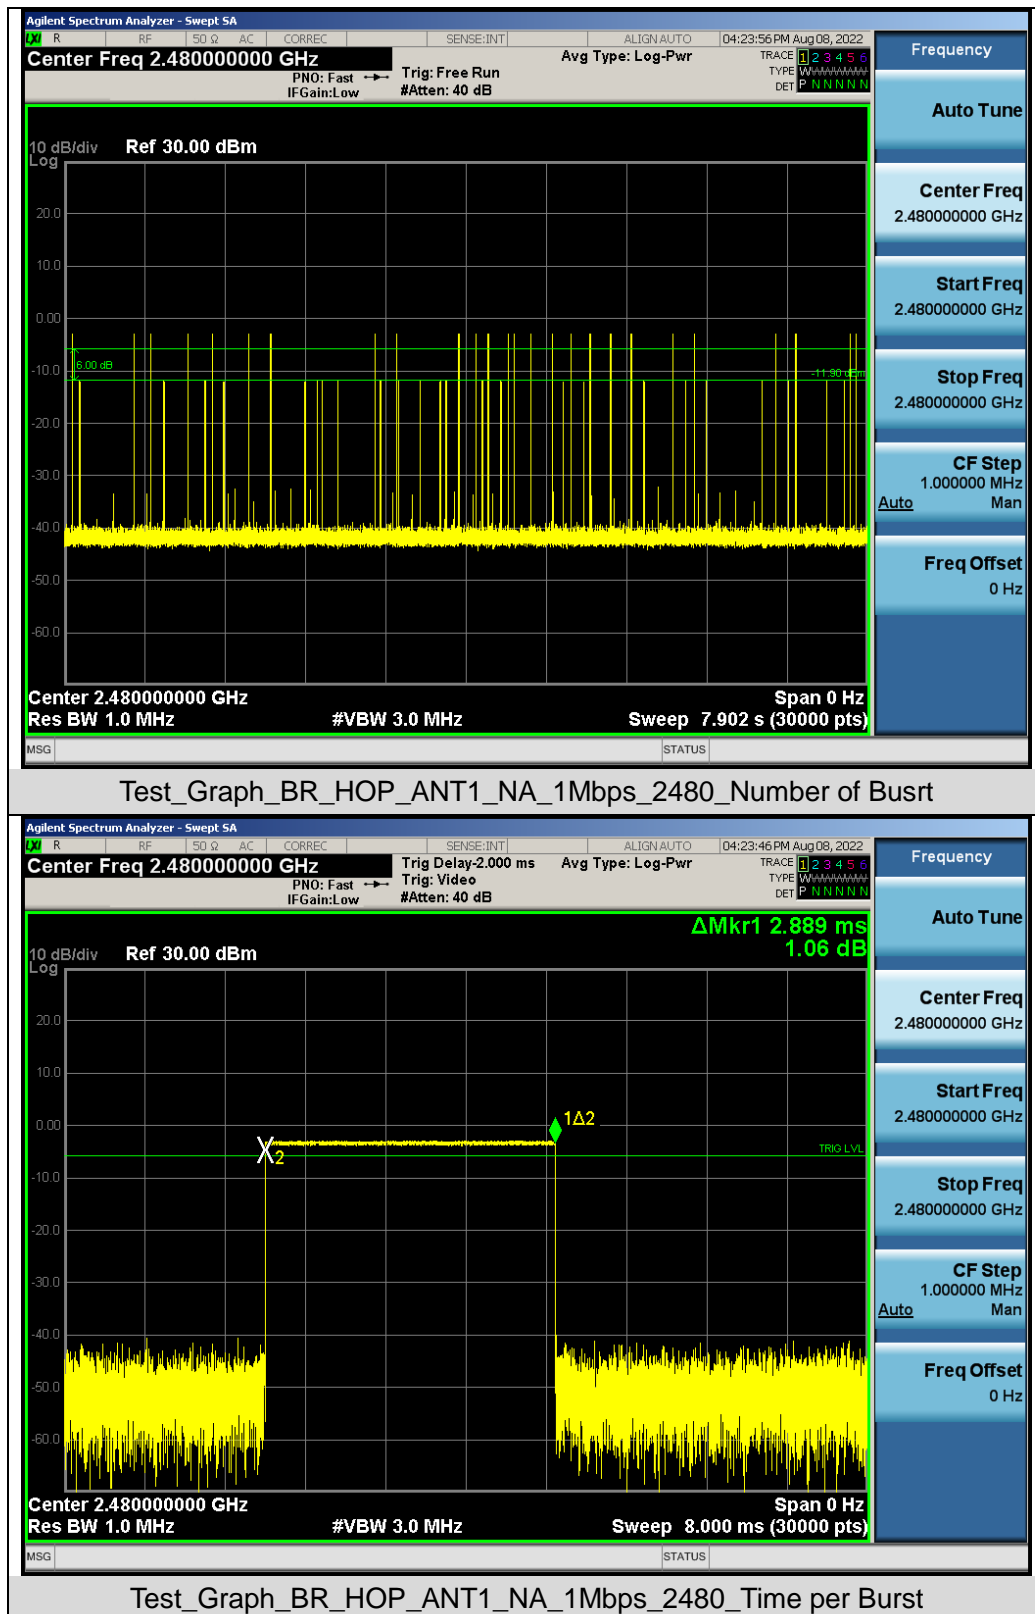 Agilent Spectrum Analyzer - Swept SA
LXI R RF 50 Ω AC CORREC SENSE:INT ALIGN AUTO 04:23:56 PM Aug 08, 2022
Center Freq 2.480000000 GHz
PNO: Fast
IFGain:Low
Trig: Free Run
#Atten: 40 dB
Avg Type: Log-Pwr
TRACE 1 2 3 4 5 6
TYPE W
DET P N N N N N
Frequency
Auto Tune
Center Freq
2.480000000 GHz
Start Freq
2.480000000 GHz
Stop Freq
2.480000000 GHz
CF Step
1.000000 MHz
Auto Man
Freq Offset
0 Hz
10 dB/div Ref 30.00 dBm
Log
20.0
10.0
0.00
6.00 dB
-10.0
-11.90 dBm
-20.0
-30.0
-40.0
-50.0
-60.0
Center 2.480000000 GHz Span 0 Hz
Res BW 1.0 MHz #VBW 3.0 MHz Sweep 7.902 s (30000 pts)
MSG STATUS
Test_Graph_BR_HOP_ANT1_NA_1Mbps_2480_Number of Busrt
Agilent Spectrum Analyzer - Swept SA
LXI R RF 50 Ω AC CORREC SENSE:INT ALIGN AUTO 04:23:46 PM Aug 08, 2022
Center Freq 2.480000000 GHz
PNO: Fast
IFGain:Low
Trig Delay-2.000 ms
Trig: Video
#Atten: 40 dB
Avg Type: Log-Pwr
TRACE 1 2 3 4 5 6
TYPE W
DET P N N N N N
Frequency
Auto Tune
Center Freq
2.480000000 GHz
Start Freq
2.480000000 GHz
Stop Freq
2.480000000 GHz
CF Step
1.000000 MHz
Auto Man
Freq Offset
0 Hz
ΔMkr1 2.889 ms
1.06 dB
10 dB/div Ref 30.00 dBm
Log
20.0
10.0
0.00
1Δ2
2
TRIG LVL
-10.0
-20.0
-30.0
-40.0
-50.0
-60.0
Center 2.480000000 GHz Span 0 Hz
Res BW 1.0 MHz #VBW 3.0 MHz Sweep 8.000 ms (30000 pts)
MSG STATUS
Test_Graph_BR_HOP_ANT1_NA_1Mbps_2480_Time per Burst